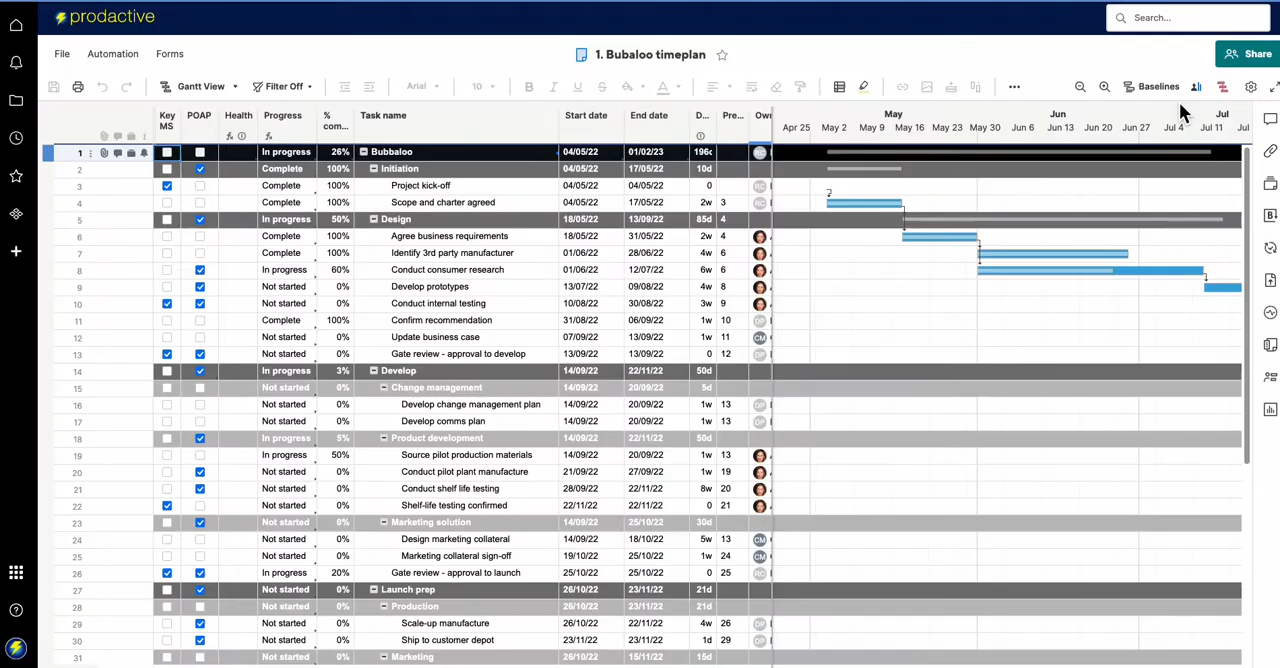 prodactive
Search...
File Automation Forms
1. Bubaloo timeplan
Share
Gantt View Filter Off Arial 10 B I U S A Baselines
Key MS POAP Health Progress % com... Task name Start date End date D... Pre... Own May Jun Jul
Apr 25 May 2 May 9 May 16 May 23 May 30 Jun 6 Jun 13 Jun 20 Jun 27 Jul 4 Jul 11 Jul
1 In progress 26% Bubbaloo 04/05/22 01/02/23 196d RC
2 Complete 100% Initiation 04/05/22 17/05/22 10d
3 Complete 100% Project kick-off 04/05/22 04/05/22 0 RC
4 Complete 100% Scope and charter agreed 04/05/22 17/05/22 2w 3 RC
5 In progress 50% Design 18/05/22 13/09/22 85d 4
6 Complete 100% Agree business requirements 18/05/22 31/05/22 2w 4
7 Complete 100% Identify 3rd party manufacturer 01/06/22 28/06/22 4w 6
8 In progress 60% Conduct consumer research 01/06/22 12/07/22 6w 6
9 Not started 0% Develop prototypes 13/07/22 09/08/22 4w 8
10 Not started 0% Conduct internal testing 10/08/22 30/08/22 3w 9
11 Complete 100% Confirm recommendation 31/08/22 06/09/22 1w 10 DP
12 Not started 0% Update business case 07/09/22 13/09/22 1w 11 CM
13 Not started 0% Gate review - approval to develop 13/09/22 13/09/22 0 12 DP
14 In progress 3% Develop 14/09/22 22/11/22 50d
15 Not started 0% Change management 14/09/22 20/09/22 5d
16 Not started 0% Develop change management plan 14/09/22 20/09/22 1w 13 DP
17 Not started 0% Develop comms plan 14/09/22 20/09/22 1w 13 DP
18 In progress 5% Product development 14/09/22 22/11/22 50d
19 In progress 50% Source pilot production materials 14/09/22 20/09/22 1w 13
20 Not started 0% Conduct pilot plant manufacture 21/09/22 27/09/22 1w 19
21 Not started 0% Conduct shelf life testing 28/09/22 22/11/22 8w 20
22 Not started 0% Shelf-life testing confirmed 22/11/22 22/11/22 0 21
23 Not started 0% Marketing solution 14/09/22 25/10/22 30d
24 Not started 0% Design marketing collateral 14/09/22 18/10/22 5w 13 CM
25 Not started 0% Marketing collateral sign-off 19/10/22 25/10/22 1w 24 CM
26 In progress 20% Gate review - approval to launch 25/10/22 25/10/22 0 25 RC
27 Not started 0% Launch prep 26/10/22 23/11/22 21d
28 Not started 0% Production 26/10/22 23/11/22 21d
29 Not started 0% Scale-up manufacture 26/10/22 22/11/22 4w 26 DP
30 Not started 0% Ship to customer depot 23/11/22 23/11/22 1d 29 DP
31 Not started 0% Marketing 26/10/22 15/11/22 15d